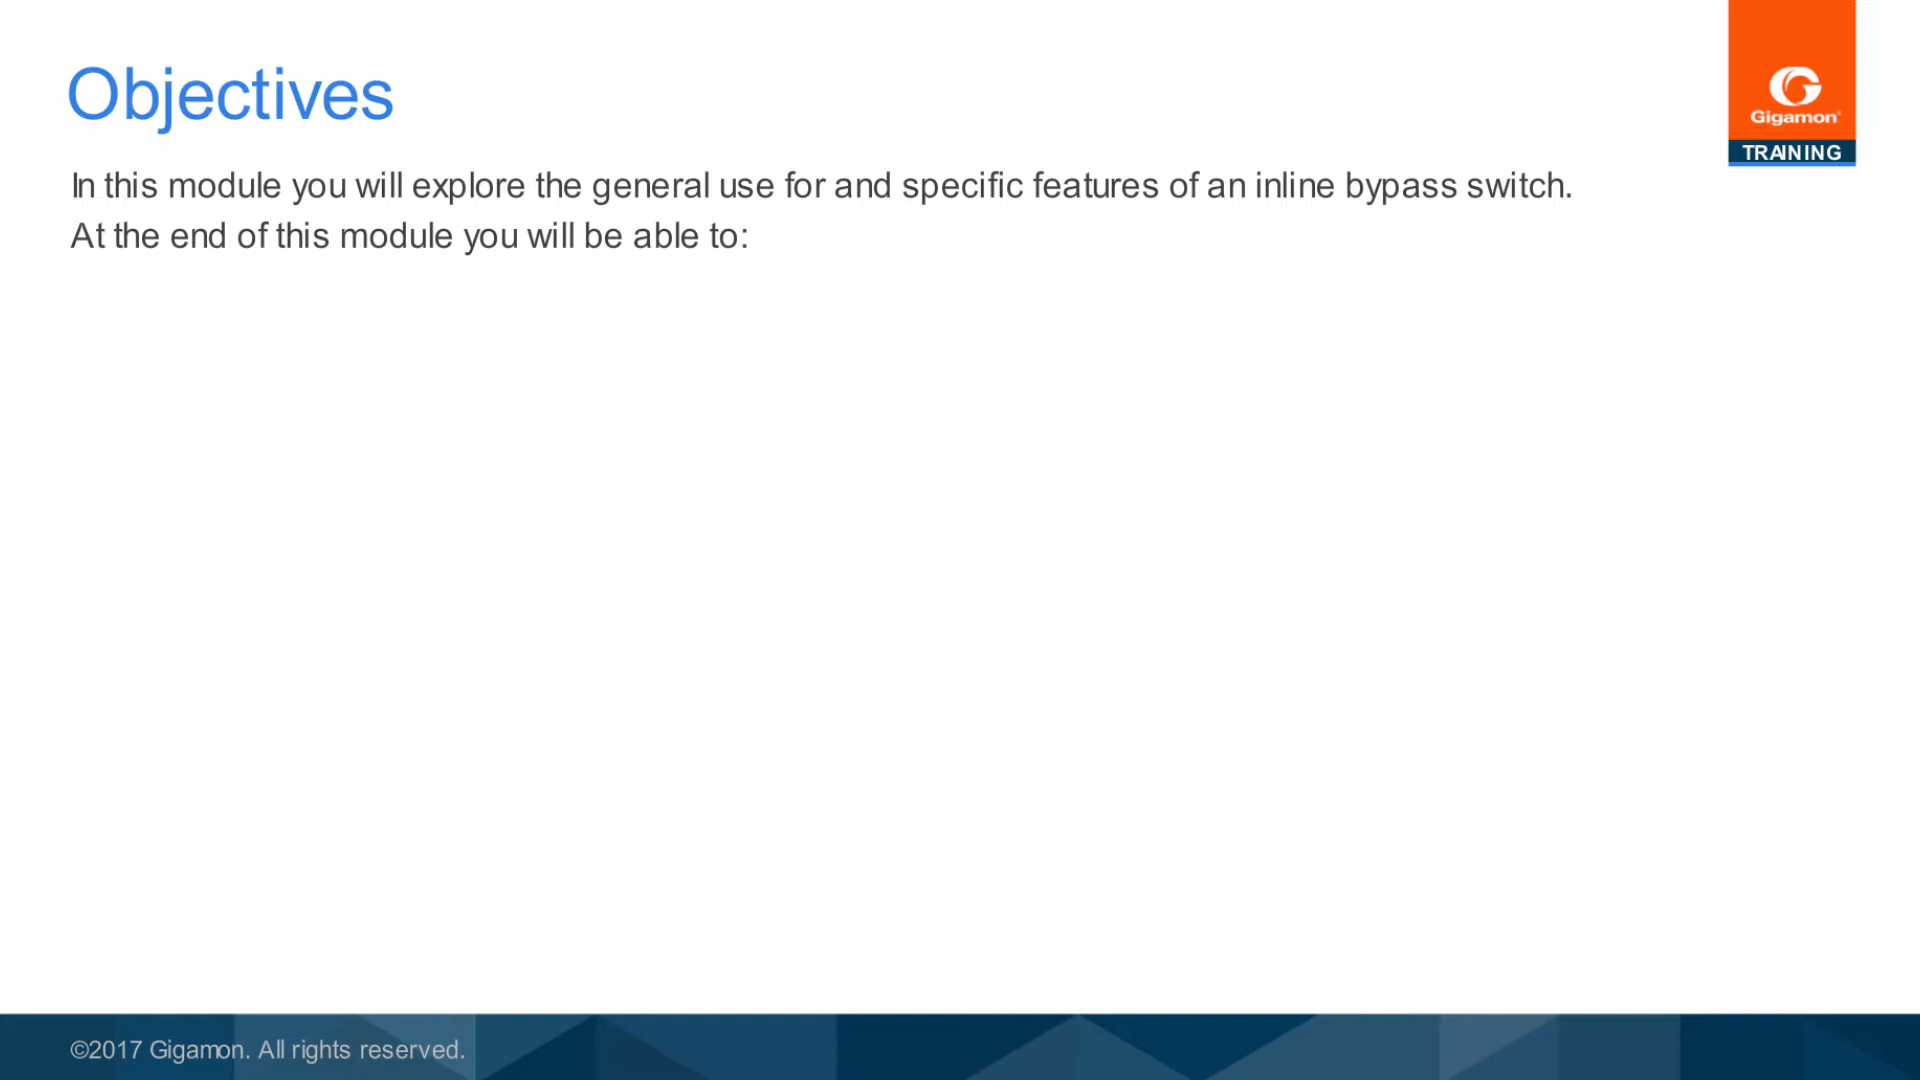 Objectives
Gigamon®
TRAINING
In this module you will explore the general use for and specific features of an inline bypass switch.
At the end of this module you will be able to:
©2017 Gigamon. All rights reserved.